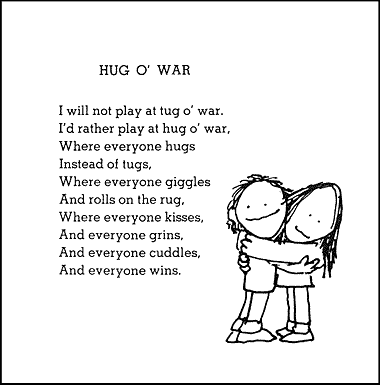 HUG O' WAR
I will not play at tug o' war.
I'd rather play at hug o' war,
Where everyone hugs
Instead of tugs,
Where everyone giggles
And rolls on the rug,
Where everyone kisses,
And everyone grins,
And everyone cuddles,
And everyone wins.